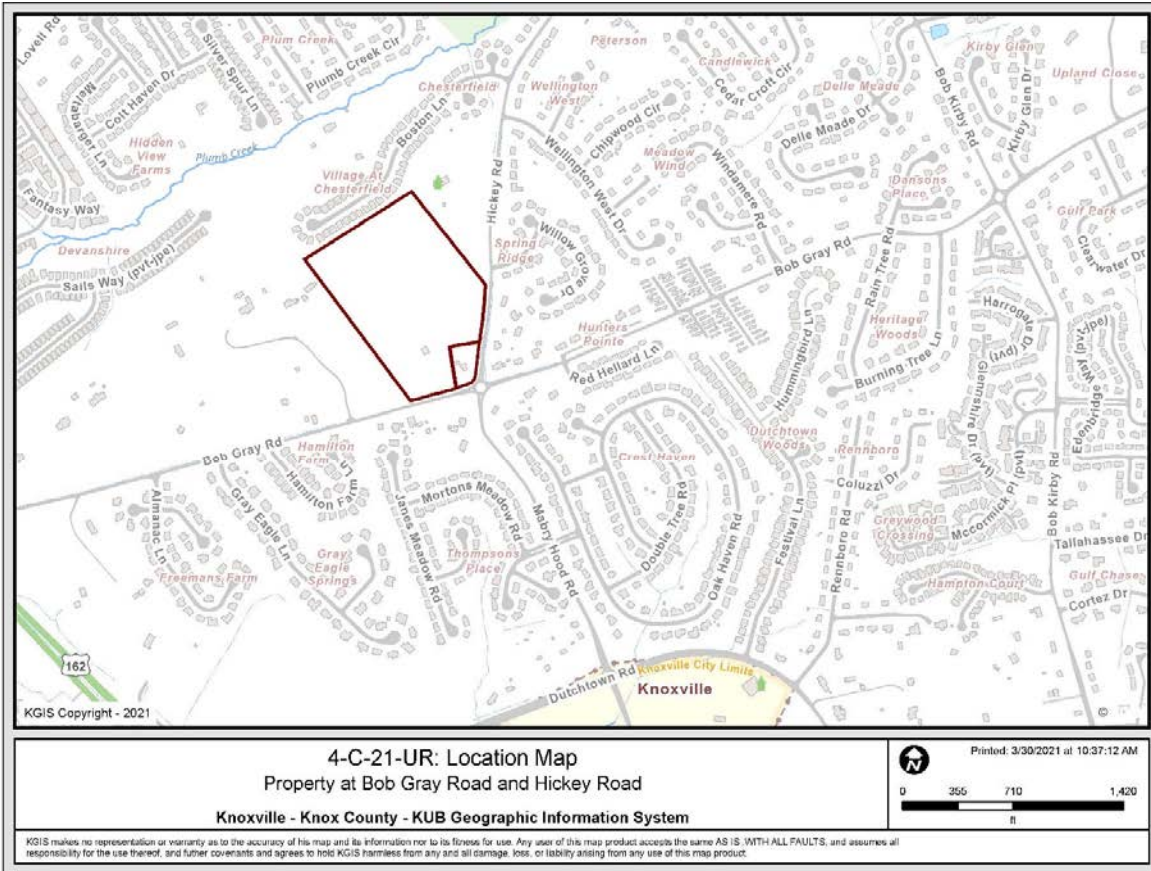 Lovell Rd
Plum Creek
Silver Spur Ln
Plumb Creek Cir
Colt Haven Dr
Meltabarger Ln
Hidden
View
Farms
Plumb Creek
Fantasy Way
Devanshire
Sails Way (pvt-jpe)
Chesterfield
Boston Ln
Village At
Chesterfield
Wellington
West
Peterson
Candlewick
Cedar Croft Cir
Chipwood Cir
Wellington West Dr
Meadow
Wind
Windamere Rd
Delle Meade
Delle Meade Dr
Kirby Glen
Kirby Glen Dr
Bob Kirby Rd
Upland Close
Dansons
Place
Gulf Park
Clearwater Dr
Hickey Rd
Spring
Ridge
Willow Grove Dr
Bob Gray Rd
Rain Tree Rd
Heritage
Woods
Harrogate Dr (pvt)
Hunters
Pointe
Red Hellard Ln
Hummingbird Ln
Burning Tree Ln
Glennshire Dr (pvt)
Edenbridge Way (pvt-jpe)
Dutchtown
Woods
Rennboro
Coluzzi Dr
Mccormick Pl (pvt)
Bob Kirby Rd
Bob Gray Rd
Hamilton
Farm
Hamilton Farm Ln
Crest Haven
Almanac Ln
Gray Eagle Ln
James Meadow Rd
Mortons Meadow Rd
Mabry Hood Rd
Double Tree Rd
Oak Haven Rd
Festival Ln
Rennboro Rd
Greywood
Crossing
Tallahassee Dr
Freemans Farm
Gray
Eagle
Springs
Thompsons
Place
Hampton Court
Gulf Chase
Cortez Dr
162
Dutchtown Rd
Knoxville City Limits
Knoxville
KGIS Copyright - 2021
©
4-C-21-UR: Location Map
Property at Bob Gray Road and Hickey Road
Knoxville - Knox County - KUB Geographic Information System
N
Printed: 3/30/2021 at 10:37:12 AM
0 355 710 1,420
ft
KGIS makes no representation or warranty as to the accuracy of his map and its information nor to its fitness for use. Any user of this map product accepts the same AS IS ,WITH ALL FAULTS, and assumes all
responsibility for the use thereof, and futher covenants and agrees to hold KGIS harmless from any and all damage, loss, or liability arising from any use of this map product.